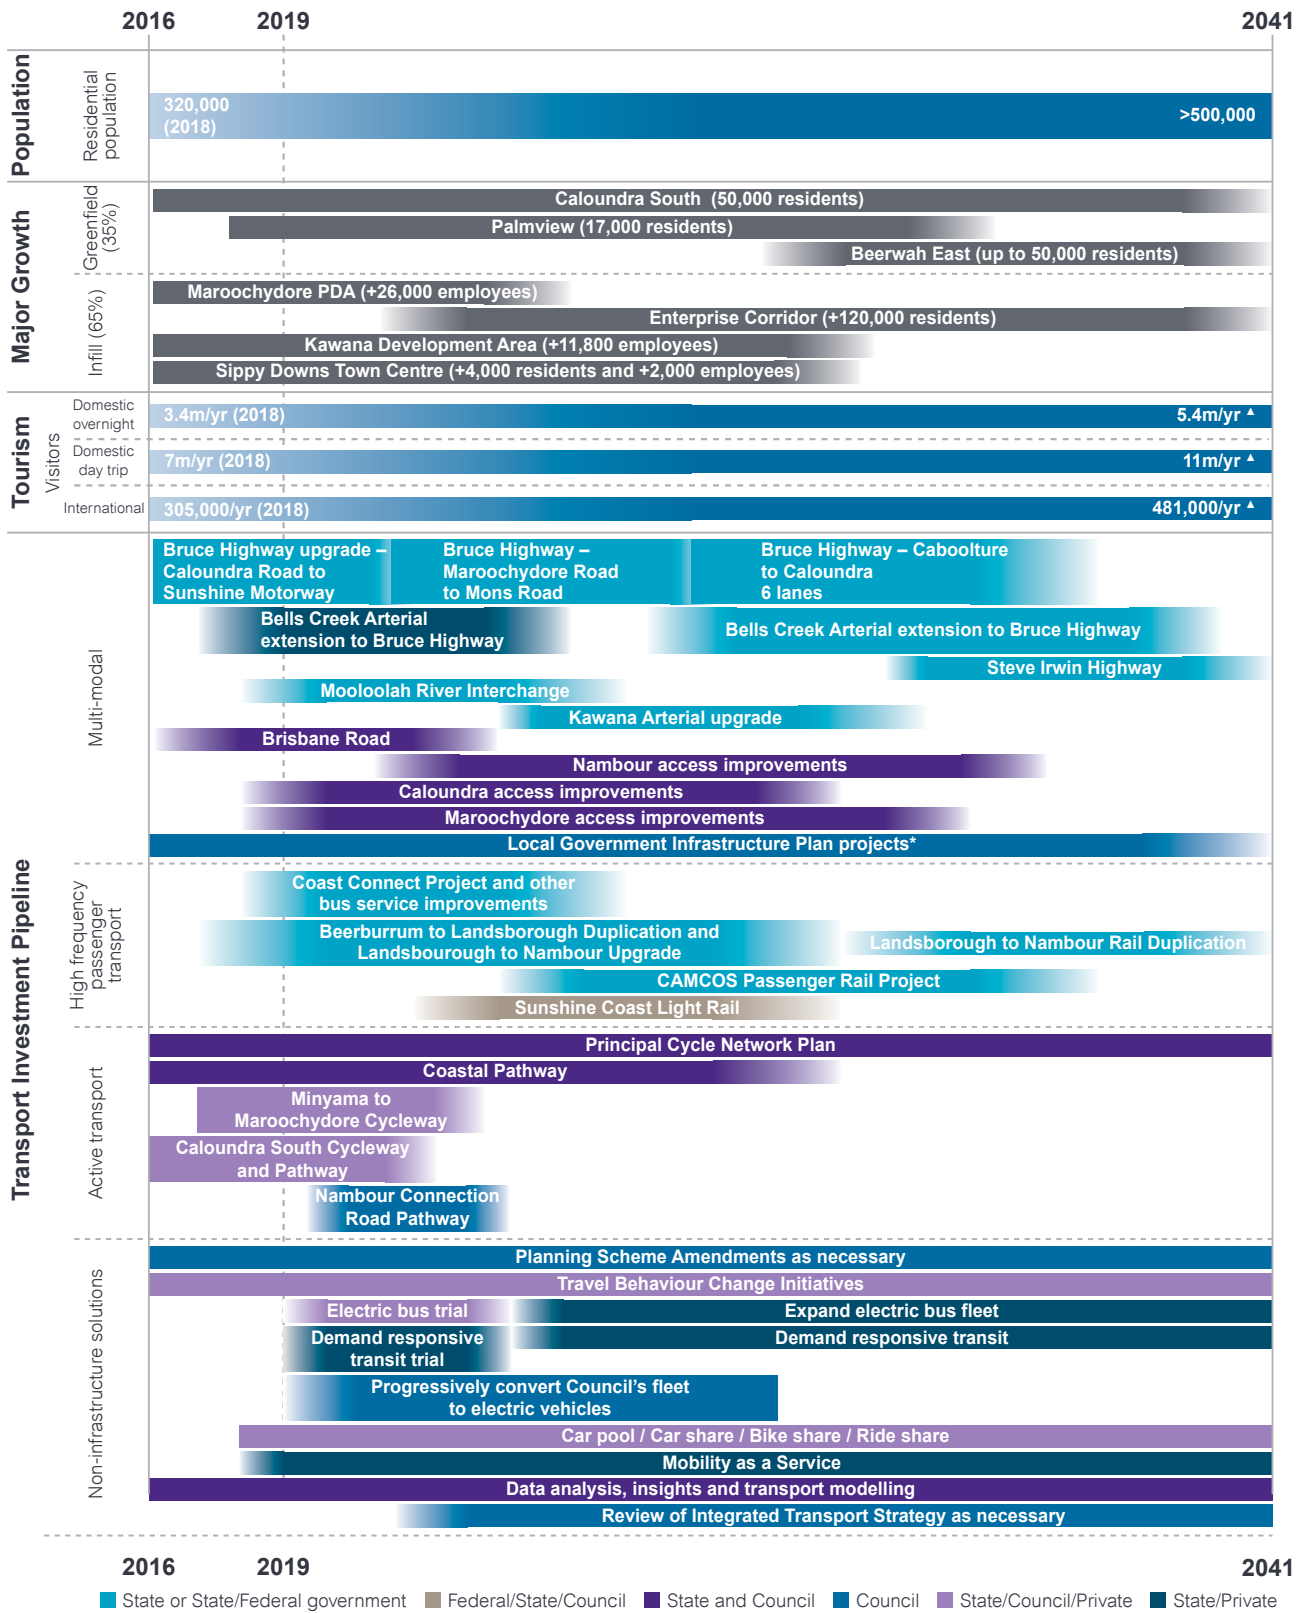 2016 2019 2041
Population
Residential
population
320,000
(2018)
>500,000
Major Growth
Greenfield
(35%)
Caloundra South (50,000 residents)
Palmview (17,000 residents)
Beerwah East (up to 50,000 residents)
Infill (65%)
Maroochydore PDA (+26,000 employees)
Enterprise Corridor (+120,000 residents)
Kawana Development Area (+11,800 employees)
Sippy Downs Town Centre (+4,000 residents and +2,000 employees)
Tourism
Visitors
Domestic
overnight
3.4m/yr (2018) 5.4m/yr ▲
Domestic
day trip
7m/yr (2018) 11m/yr ▲
International
305,000/yr (2018) 481,000/yr ▲
Transport Investment Pipeline
Multi-modal
Bruce Highway upgrade –
Caloundra Road to
Sunshine Motorway
Bruce Highway –
Maroochydore Road
to Mons Road
Bruce Highway – Caboolture
to Caloundra
6 lanes
Bells Creek Arterial
extension to Bruce Highway
Bells Creek Arterial extension to Bruce Highway
Steve Irwin Highway
Mooloolah River Interchange
Kawana Arterial upgrade
Brisbane Road
Nambour access improvements
Caloundra access improvements
Maroochydore access improvements
Local Government Infrastructure Plan projects*
High frequency
passenger
transport
Coast Connect Project and other
bus service improvements
Beerburrum to Landsborough Duplication and
Landsbourough to Nambour Upgrade
Landsborough to Nambour Rail Duplication
CAMCOS Passenger Rail Project
Sunshine Coast Light Rail
Active transport
Principal Cycle Network Plan
Coastal Pathway
Minyama to
Maroochydore Cycleway
Caloundra South Cycleway
and Pathway
Nambour Connection
Road Pathway
Non-infrastructure solutions
Planning Scheme Amendments as necessary
Travel Behaviour Change Initiatives
Electric bus trial
Expand electric bus fleet
Demand responsive
transit trial
Demand responsive transit
Progressively convert Council’s fleet
to electric vehicles
Car pool / Car share / Bike share / Ride share
Mobility as a Service
Data analysis, insights and transport modelling
Review of Integrated Transport Strategy as necessary
2016 2019 2041
State or State/Federal government Federal/State/Council State and Council Council State/Council/Private State/Private